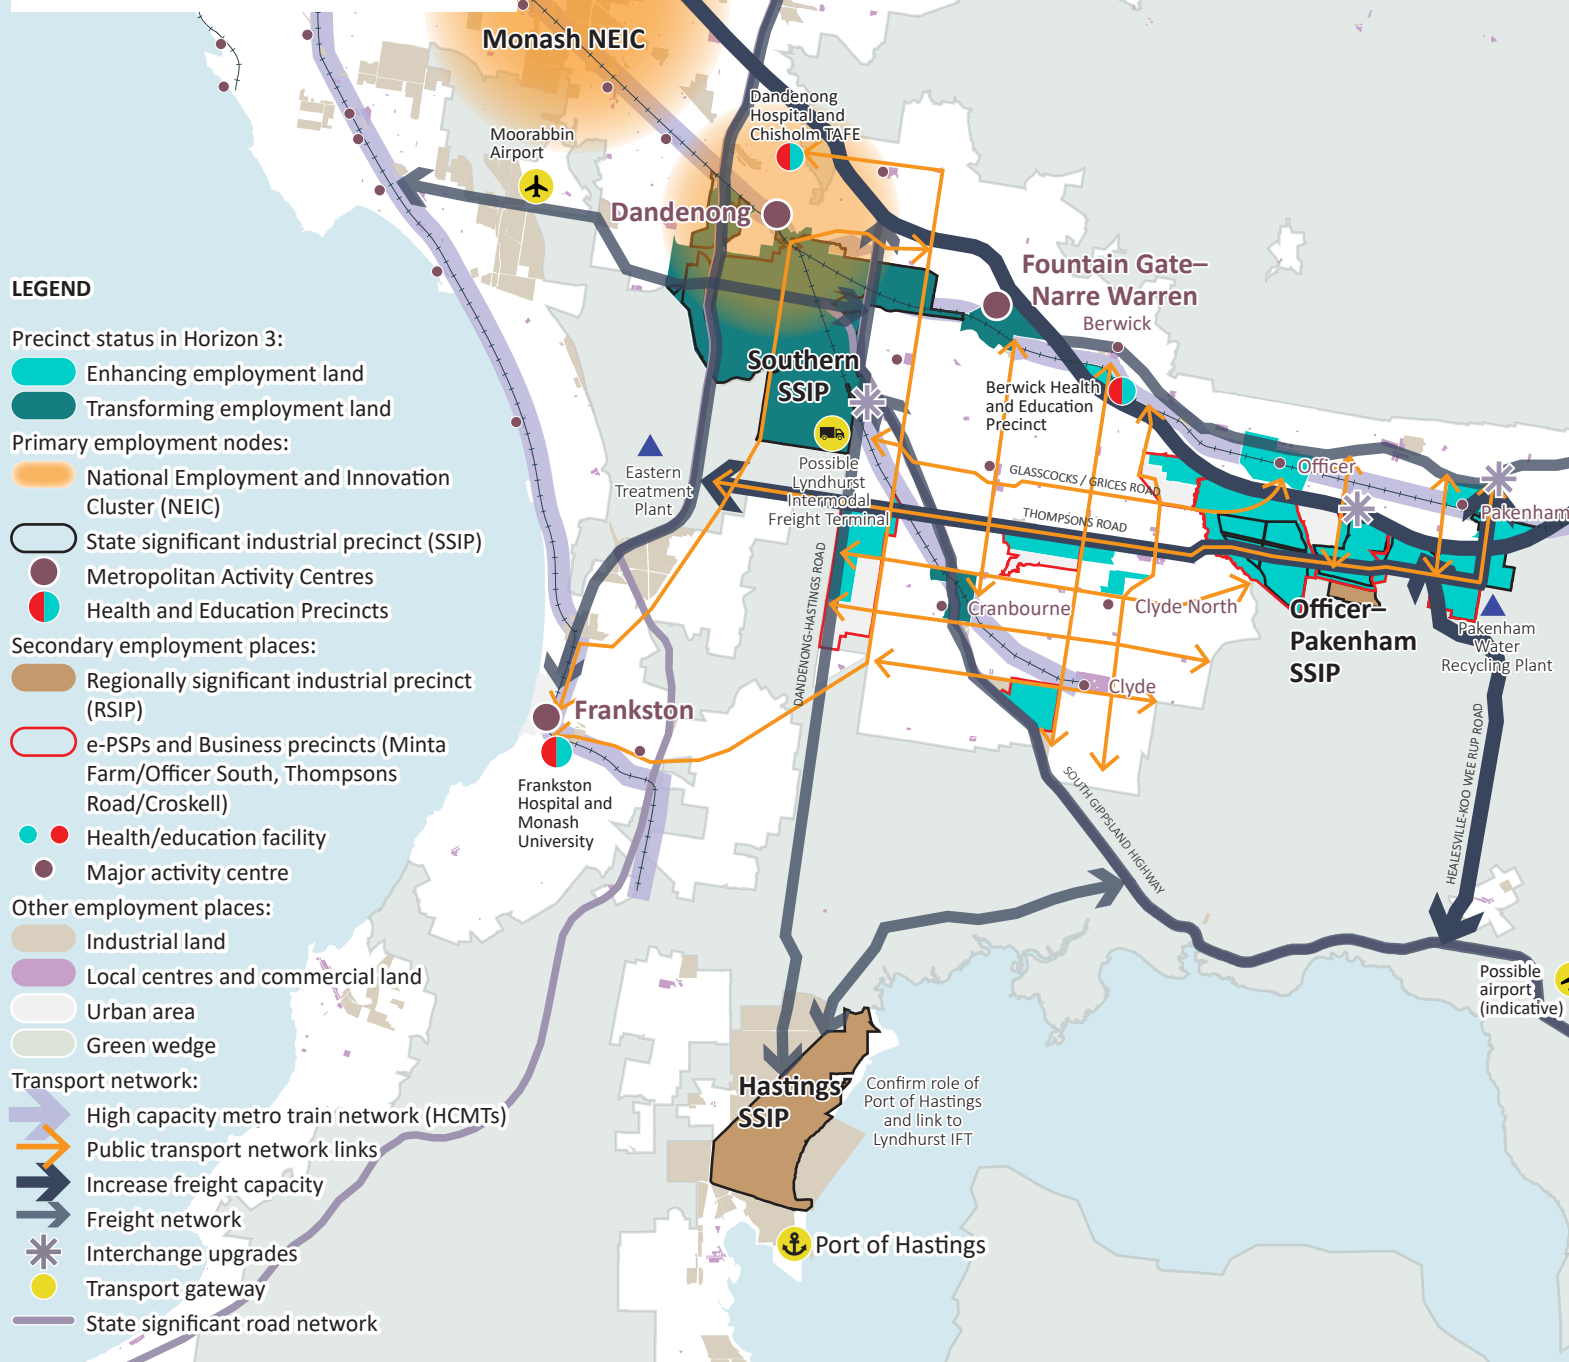 Monash NEIC
Dandenong
Hospital and
Chisholm TAFE
Moorabbin
Airport
Dandenong
Fountain Gate–
Narre Warren
Berwick
Southern
SSIP
Berwick Health
and Education
Precinct
Eastern
Treatment
Plant
Possible
Lyndhurst
Intermodal
Freight Terminal
GLASSCOCKS / GRICES ROAD
THOMPSONS ROAD
Officer
Pakenham
DANDENONG-HASTINGS ROAD
Cranbourne
Clyde North
Officer–
Pakenham
SSIP
Pakenham
Water
Recycling Plant
Clyde
Frankston
Frankston
Hospital and
Monash
University
SOUTH GIPPSLAND HIGHWAY
HEALESVILLE-KOO WEE RUP ROAD
Possible
airport
(indicative)
Hastings
SSIP
Confirm role of
Port of Hastings
and link to
Lyndhurst IFT
Port of Hastings
LEGEND
Precinct status in Horizon 3:
Enhancing employment land
Transforming employment land
Primary employment nodes:
National Employment and Innovation
Cluster (NEIC)
State significant industrial precinct (SSIP)
Metropolitan Activity Centres
Health and Education Precincts
Secondary employment places:
Regionally significant industrial precinct
(RSIP)
e-PSPs and Business precincts (Minta
Farm/Officer South, Thompsons
Road/Croskell)
Health/education facility
Major activity centre
Other employment places:
Industrial land
Local centres and commercial land
Urban area
Green wedge
Transport network:
High capacity metro train network (HCMTs)
Public transport network links
Increase freight capacity
Freight network
Interchange upgrades
Transport gateway
State significant road network